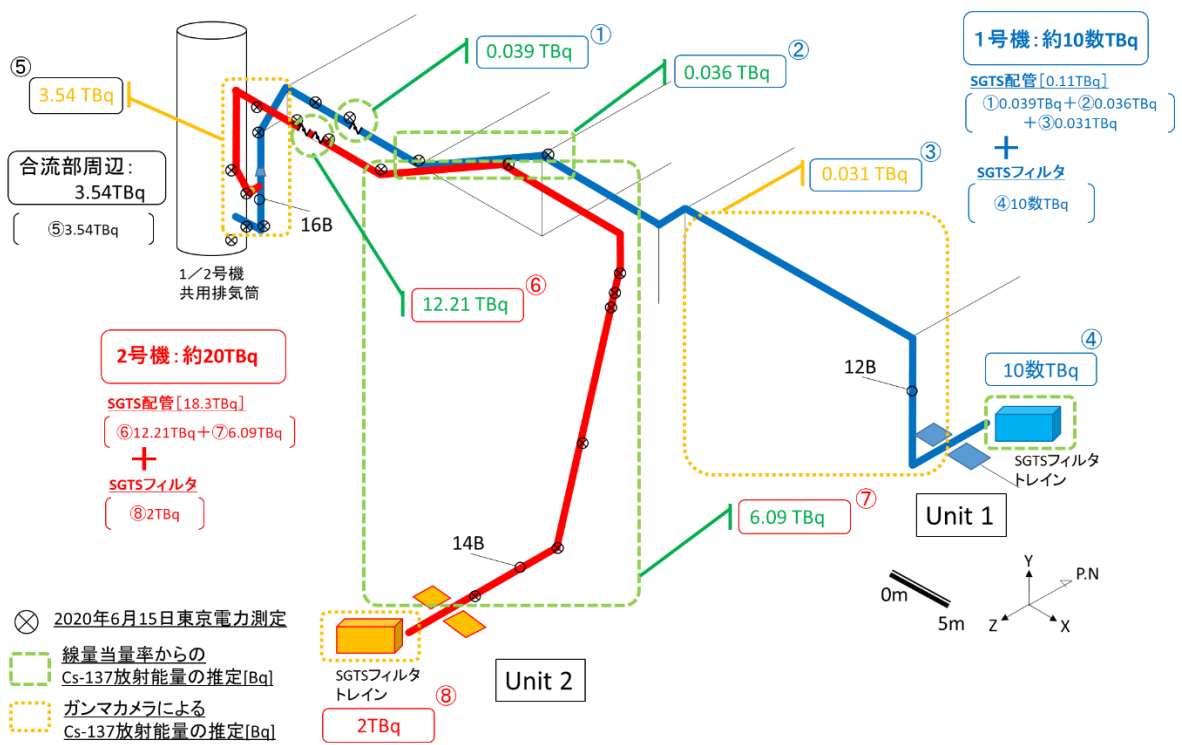 ①
0.039 TBq
②
0.036 TBq
1号機：約10数TBq
SGTS配管[0.11TBq]
①0.039TBq＋②0.036TBq
＋③0.031TBq
＋
SGTSフィルタ
④10数TBq
⑤
3.54 TBq
合流部周辺：
3.54TBq
⑤3.54TBq
16B
1／2号機
共用排気筒
③
0.031 TBq
⑥
12.21 TBq
2号機：約20TBq
SGTS配管[18.3TBq]
⑥12.21TBq＋⑦6.09TBq
＋
SGTSフィルタ
⑧2TBq
12B
④
10数TBq
SGTSフィルタ
トレイン
Unit 1
⑦
6.09 TBq
14B
0m
5m
Y
P.N
Z
X
2020年6月15日東京電力測定
線量当量率からの
Cs-137放射能量の推定[Bq]
ガンマカメラによる
Cs-137放射能量の推定[Bq]
SGTSフィルタ
トレイン
Unit 2
⑧
2TBq